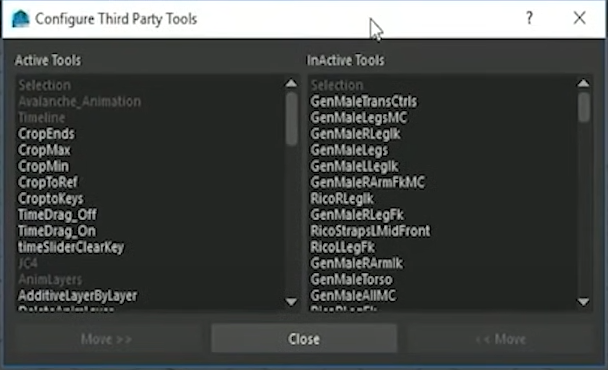 Configure Third Party Tools
?
Active Tools
Selection
Avalanche_Animation
Timeline
CropEnds
CropMax
CropMin
CropToRef
CroptoKeys
TimeDrag_Off
TimeDrag_On
timeSliderClearKey
JC4
AnimLayers
AdditiveLayerByLayer
DeleteAnimLayer
InActive Tools
Selection
GenMaleTransCtrls
GenMaleLegsMC
GenMaleRLegIk
GenMaleLegs
GenMaleLLegIk
GenMaleRArmFkMC
RicoRLegIk
GenMaleRLegFk
RicoStrapsLMidFront
RicoLLegFk
GenMaleRArmIk
GenMaleTorso
GenMaleAllMC
RicoRLegFk
Move >>
Close
<< Move